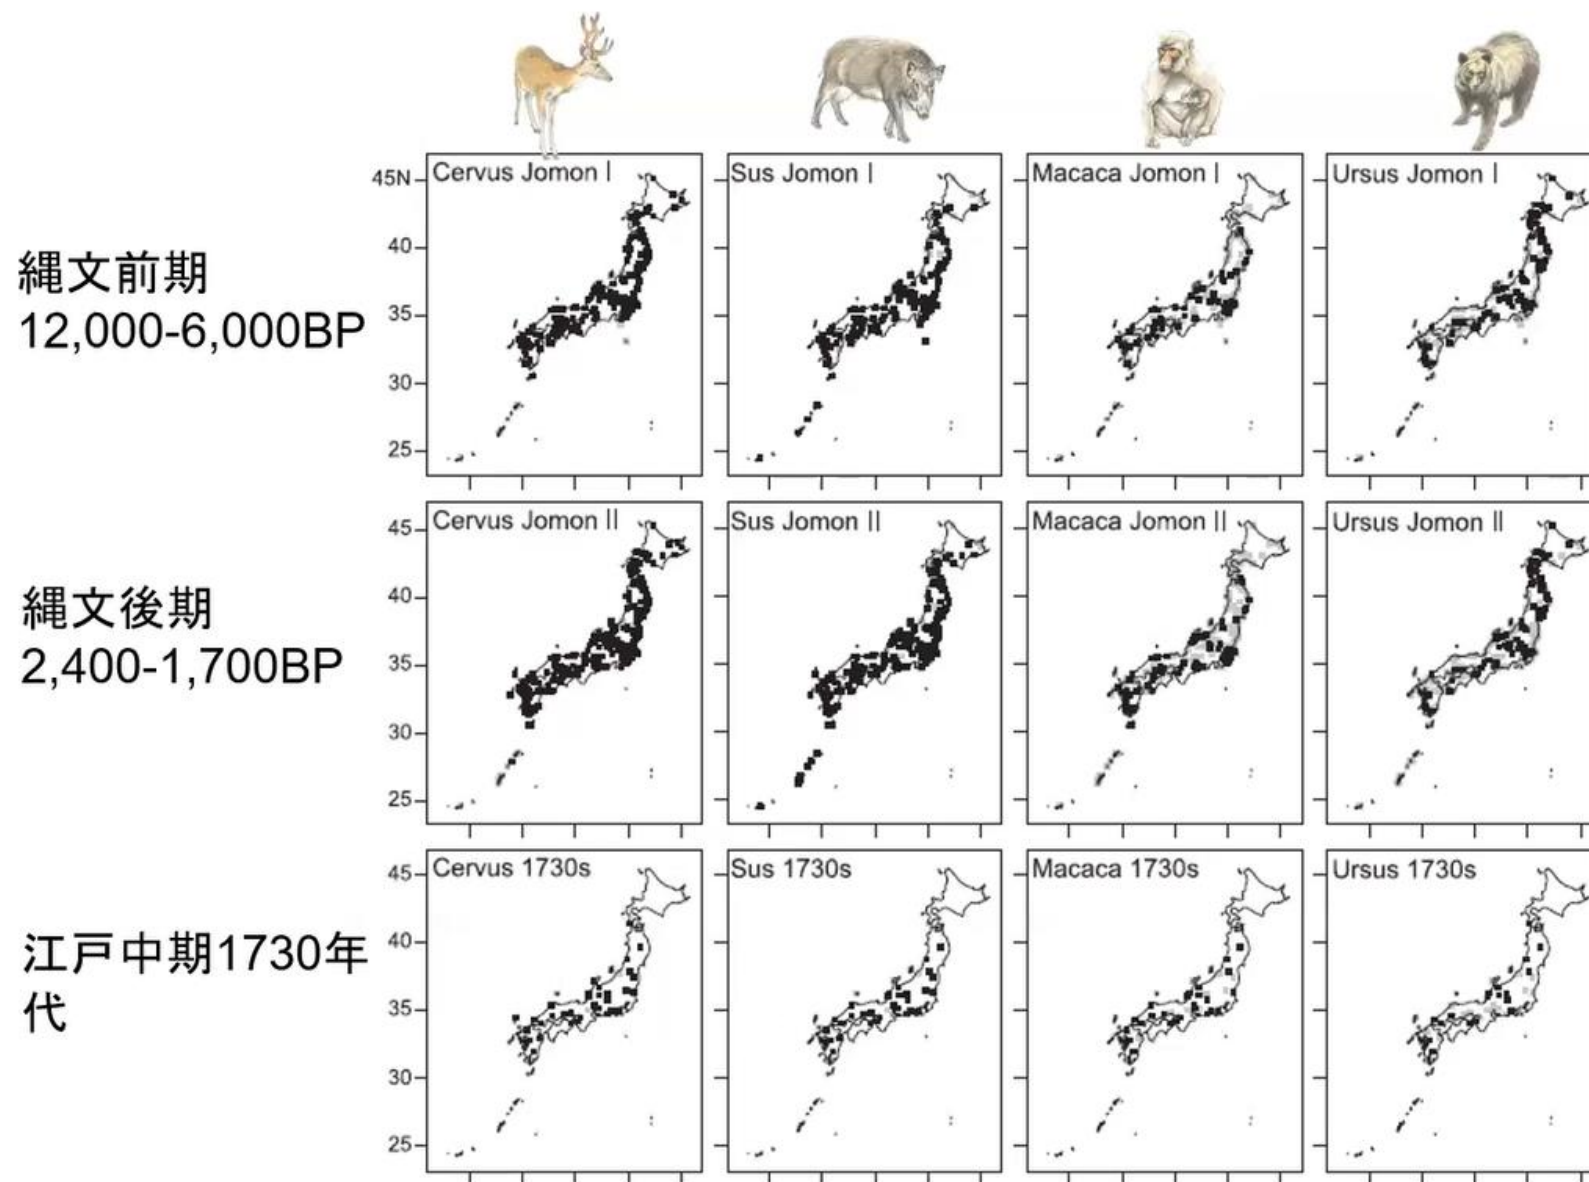 Cervus Jomon I
Sus Jomon I
Macaca Jomon I
Ursus Jomon I
45N
40
35
30
25
縄文前期
12,000-6,000BP
Cervus Jomon II
Sus Jomon II
Macaca Jomon II
Ursus Jomon II
45
40
35
30
25
縄文後期
2,400-1,700BP
Cervus 1730s
Sus 1730s
Macaca 1730s
Ursus 1730s
45
40
35
30
25
江戸中期1730年
代